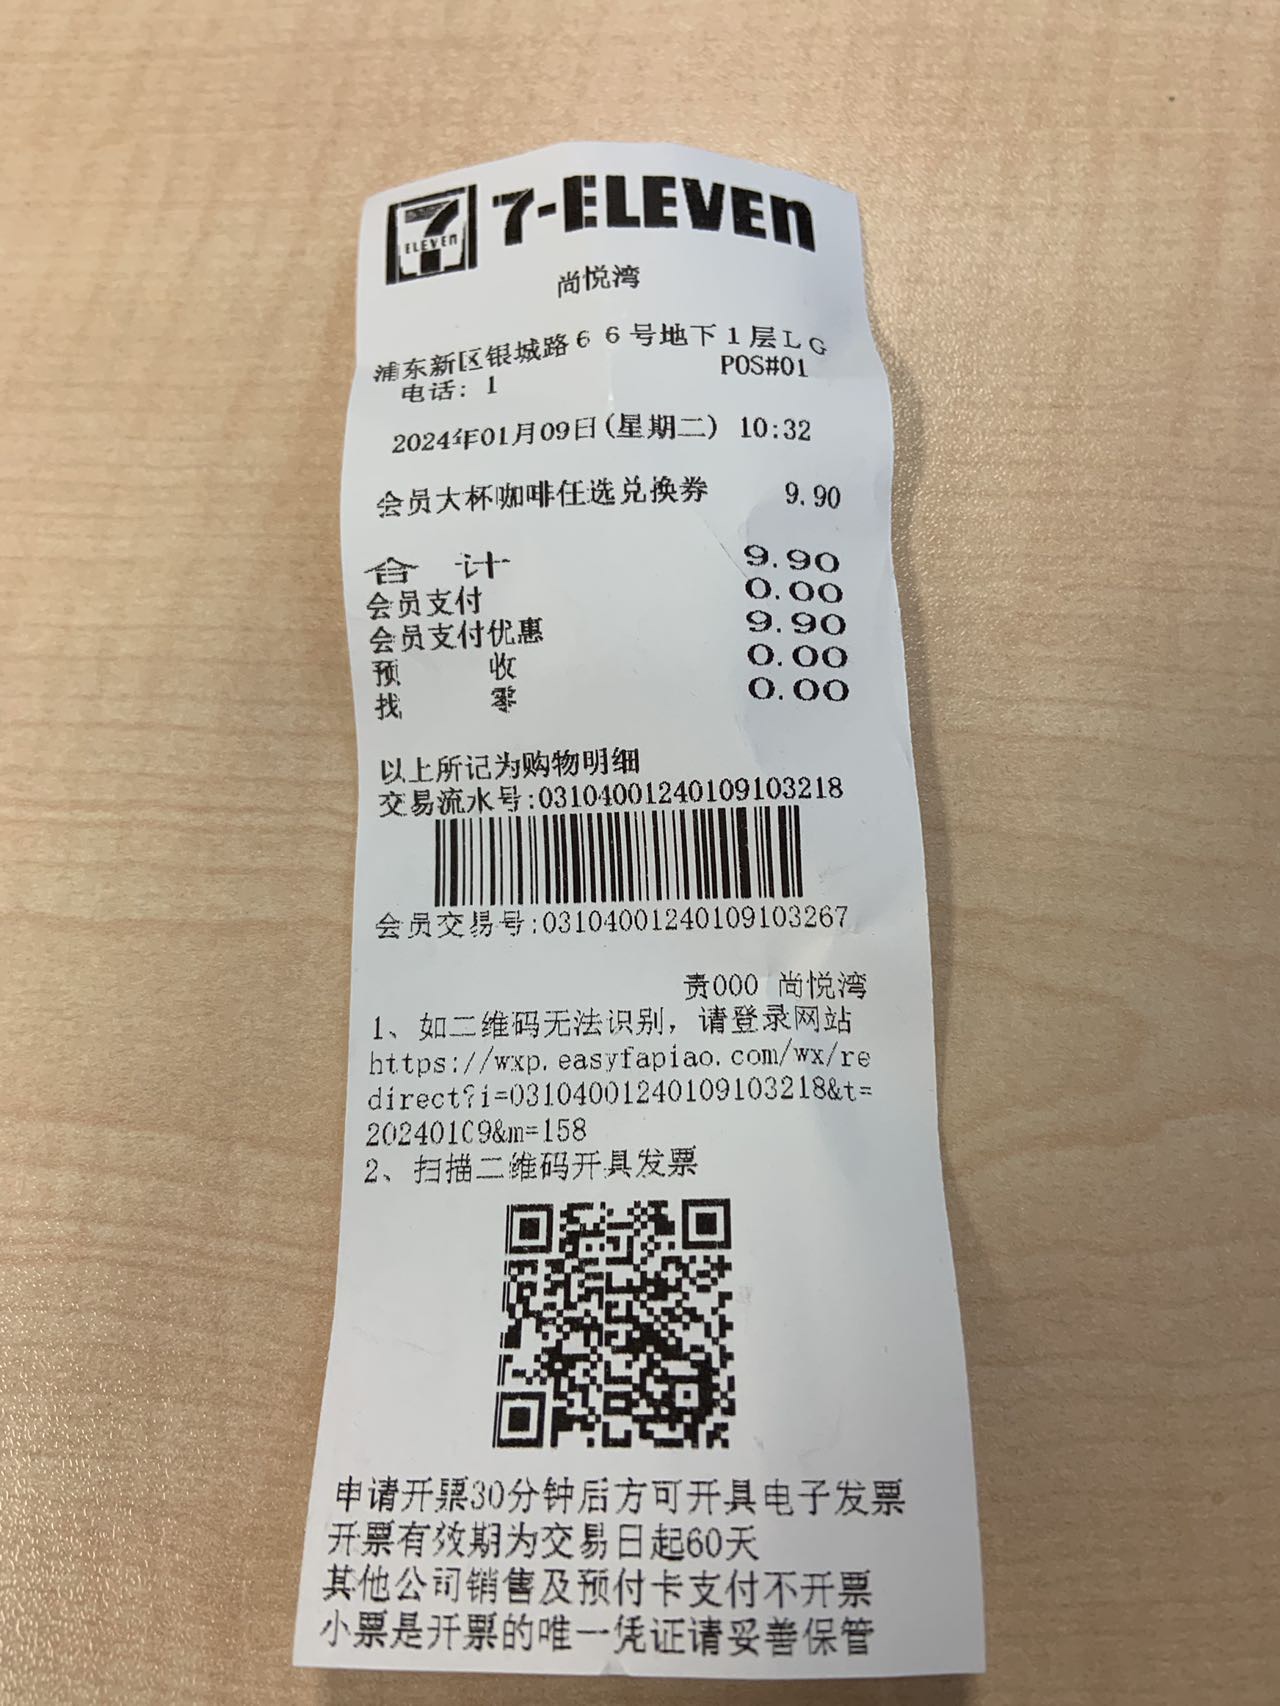 7-ELEVEn
ELEVEn
尚悦湾
浦东新区银城路66号地下1层LG
电话: 1 POS#01
2024年01月09日(星期二) 10:32
会员大杯咖啡任选兑换券 9.90
合 计 9.90
会员支付 0.00
会员支付优惠 9.90
预 收 0.00
找 零 0.00
以上所记为购物明细
交易流水号:03104001240109103218
会员交易号:03104001240109103267
责000 尚悦湾
1、如二维码无法识别，请登录网站
https://wxp.easyfapiao.com/wx/re
direct?i=03104001240109103218&t=
20240109&m=158
2、扫描二维码开具发票
申请开票30分钟后方可开具电子发票
开票有效期为交易日起60天
其他公司销售及预付卡支付不开票
小票是开票的唯一凭证请妥善保管